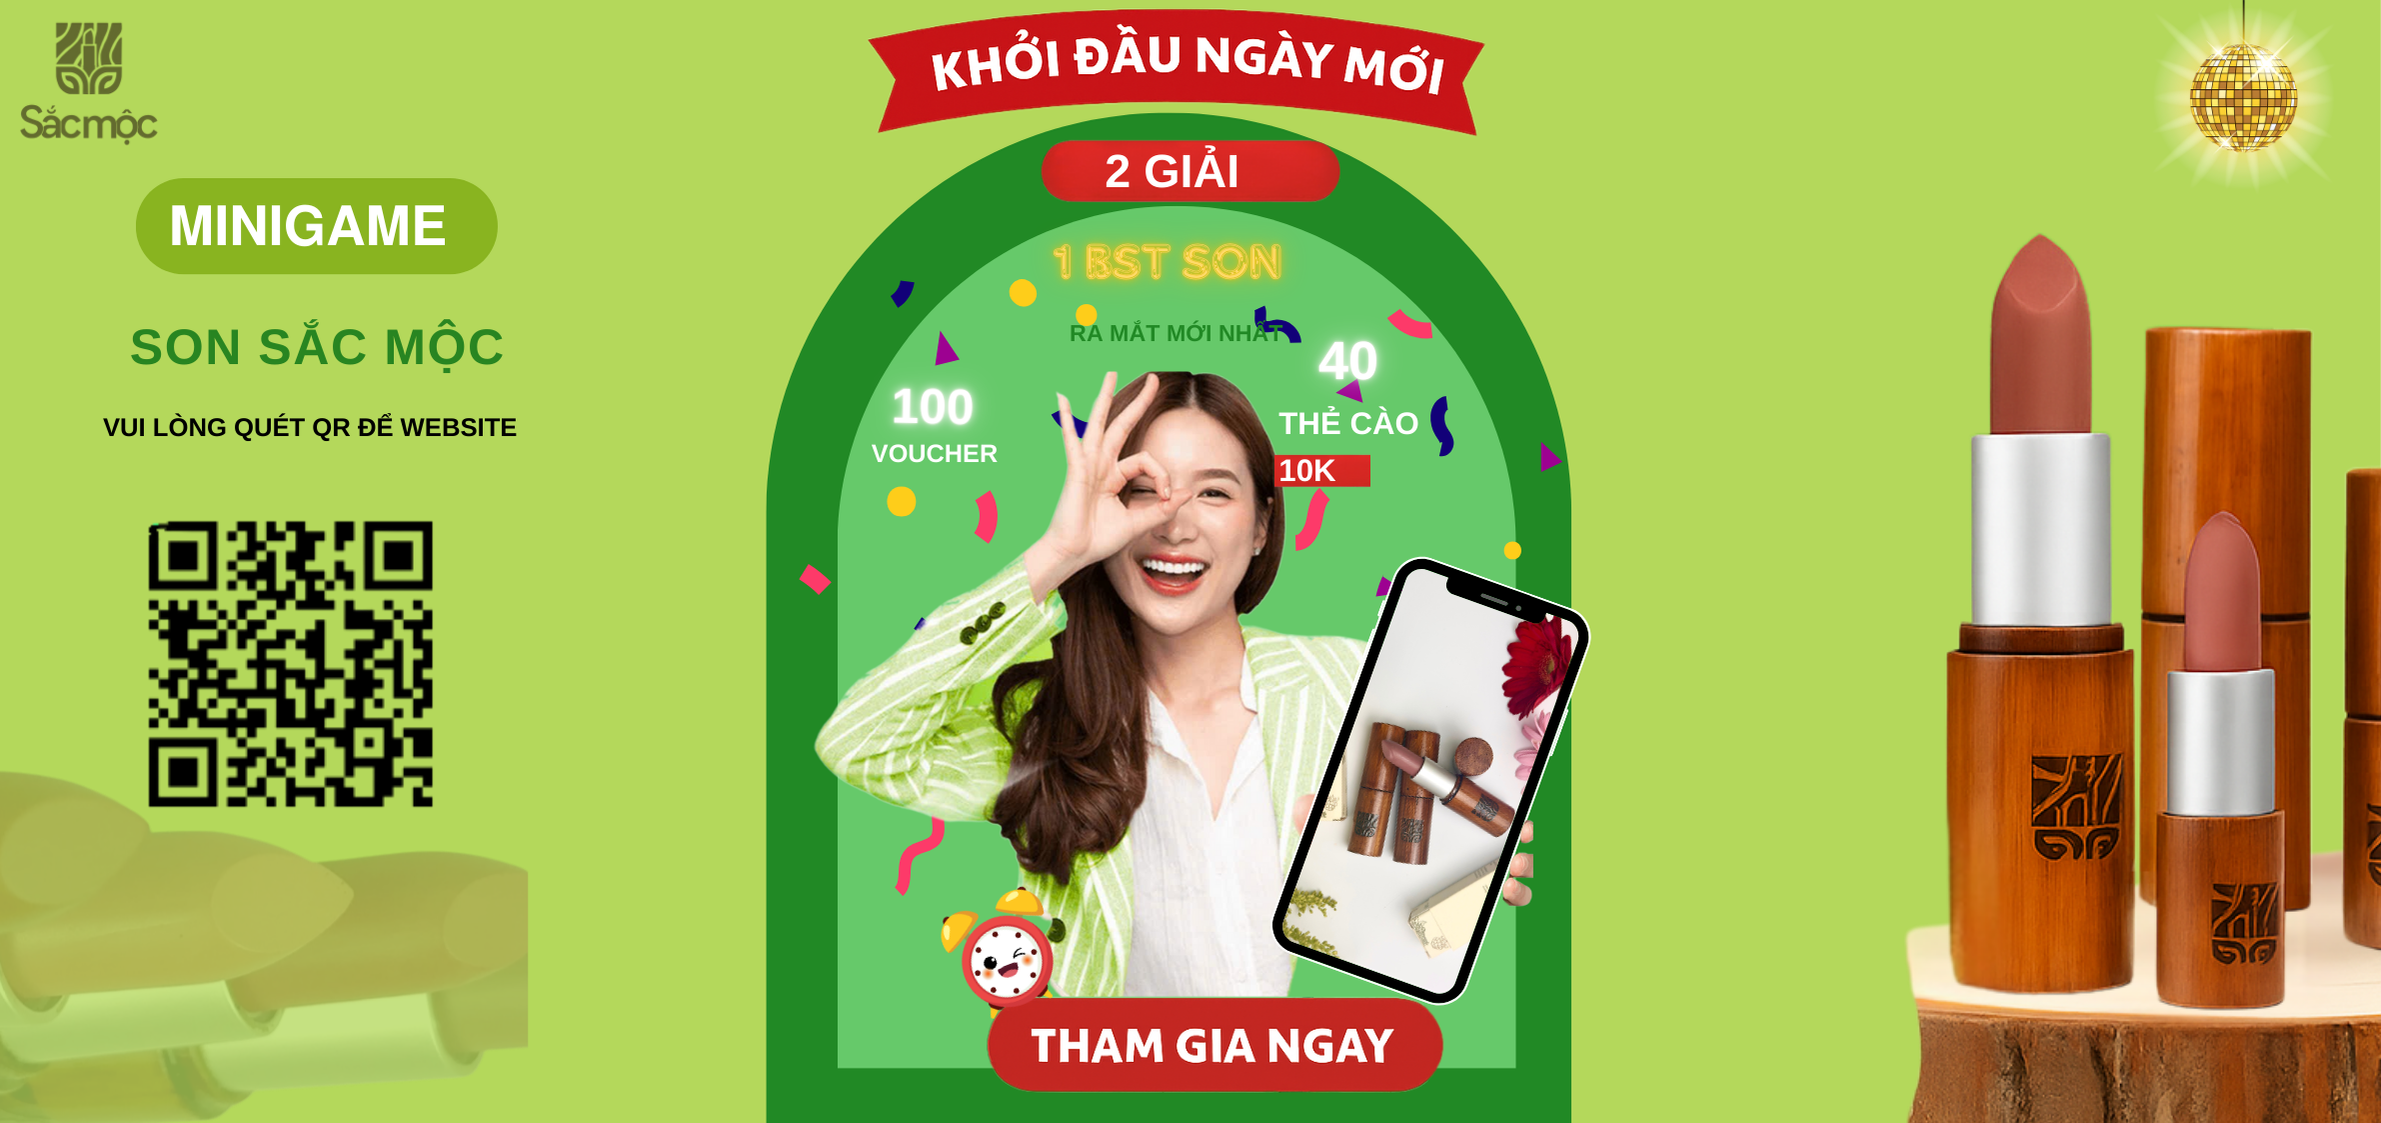 Sắcmộc
MINIGAME
SON SẮC MỘC
VUI LÒNG QUÉT QR ĐỂ WEBSITE
KHỞI ĐẦU NGÀY MỚI
2 GIẢI
1 BST SON
RA MẮT MỚI NHẤT
100
VOUCHER
40
THẺ CÀO
10K
THAM GIA NGAY